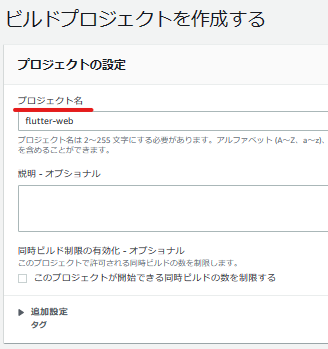 ビルドプロジェクトを作成する
プロジェクトの設定
プロジェクト名
flutter-web
プロジェクト名は 2～255 文字にする必要があります。アルファベット (A～Z、a～z)、
を含めることができます。
説明 - オプショナル
同時ビルド制限の有効化 - オプショナル
このプロジェクトで許可される同時ビルドの数を制限します。
このプロジェクトが開始できる同時ビルドの数を制限する
追加設定
タグ